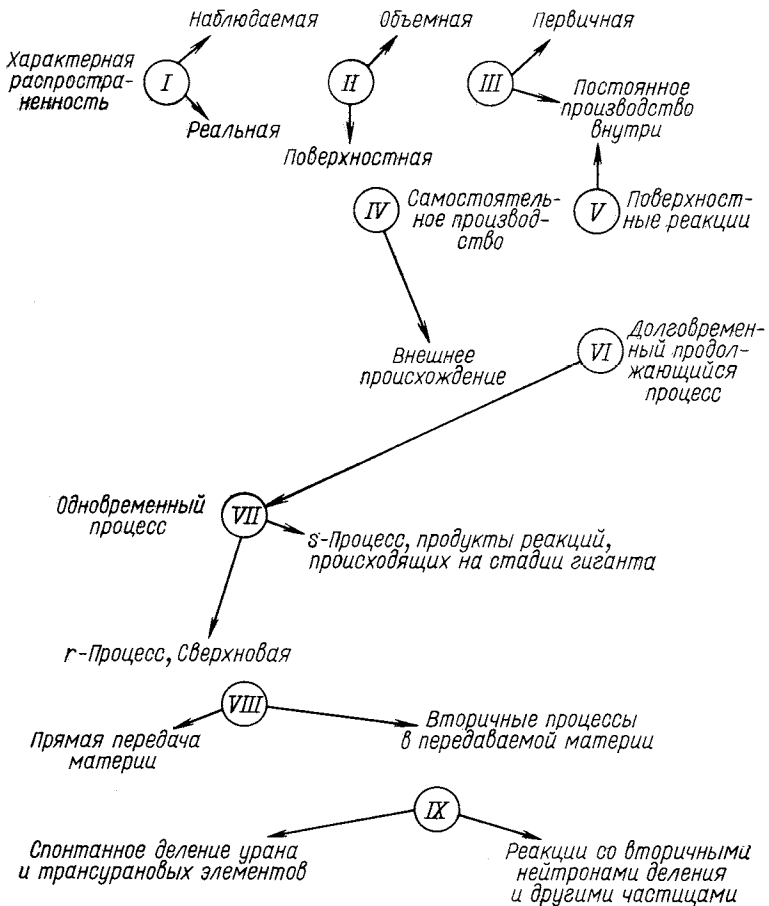 Наблюдаемая
Объемная
Первичная
Характерная
распростра-
ненность
I
II
III
Постоянное
производство
внутри
Реальная
Поверхностная
IV
Самостоятель-
ное производ-
ство
V
Поверхност-
ные реакции
Внешнее
происхождение
VI
Долговремен-
ный продол-
жающийся
процесс
Одновременный
процесс
VII
s-Процесс, продукты реакций,
происходящих на стадии гиганта
r-Процесс, Сверхновая
VIII
Прямая передача
материи
Вторичные процессы
в передаваемой материи
IX
Спонтанное деление урана
и трансурановых элементов
Реакции со вторичными
нейтронами деления
и другими частицами